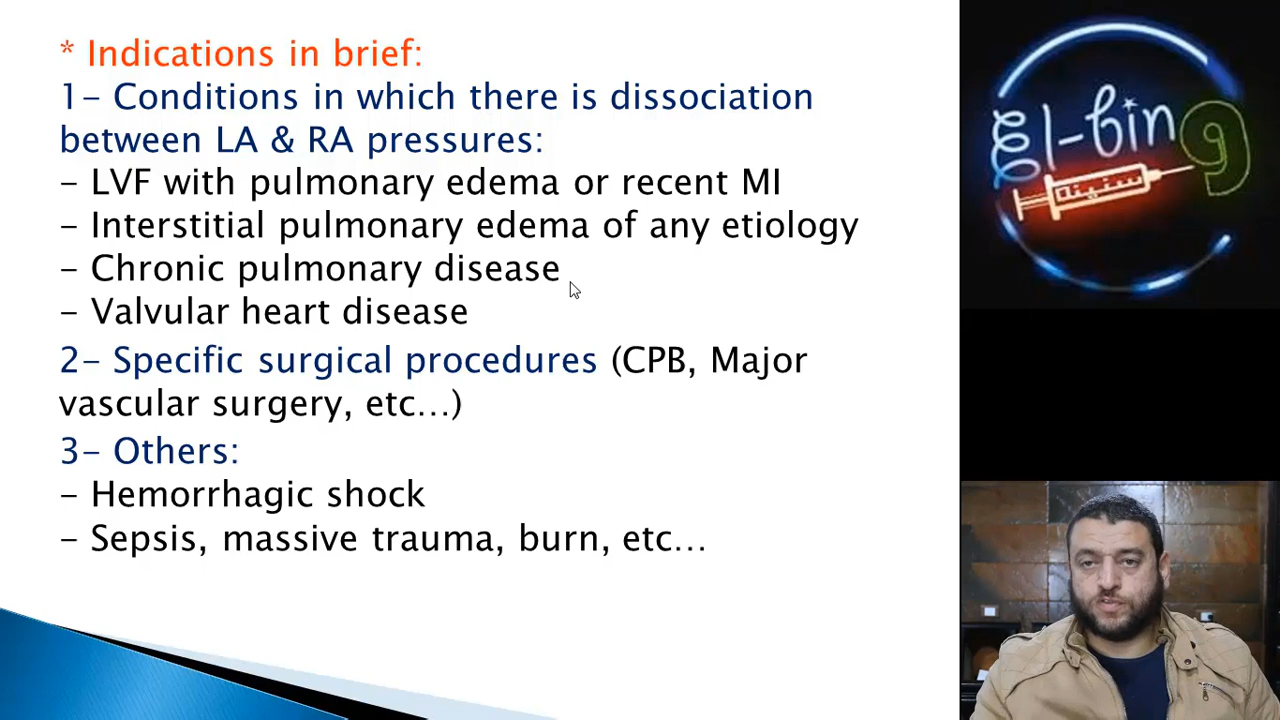 * Indications in brief:
1- Conditions in which there is dissociation
between LA & RA pressures:
- LVF with pulmonary edema or recent MI
- Interstitial pulmonary edema of any etiology
- Chronic pulmonary disease
- Valvular heart disease
2- Specific surgical procedures (CPB, Major
vascular surgery, etc...)
3- Others:
- Hemorrhagic shock
- Sepsis, massive trauma, burn, etc...
El-bing